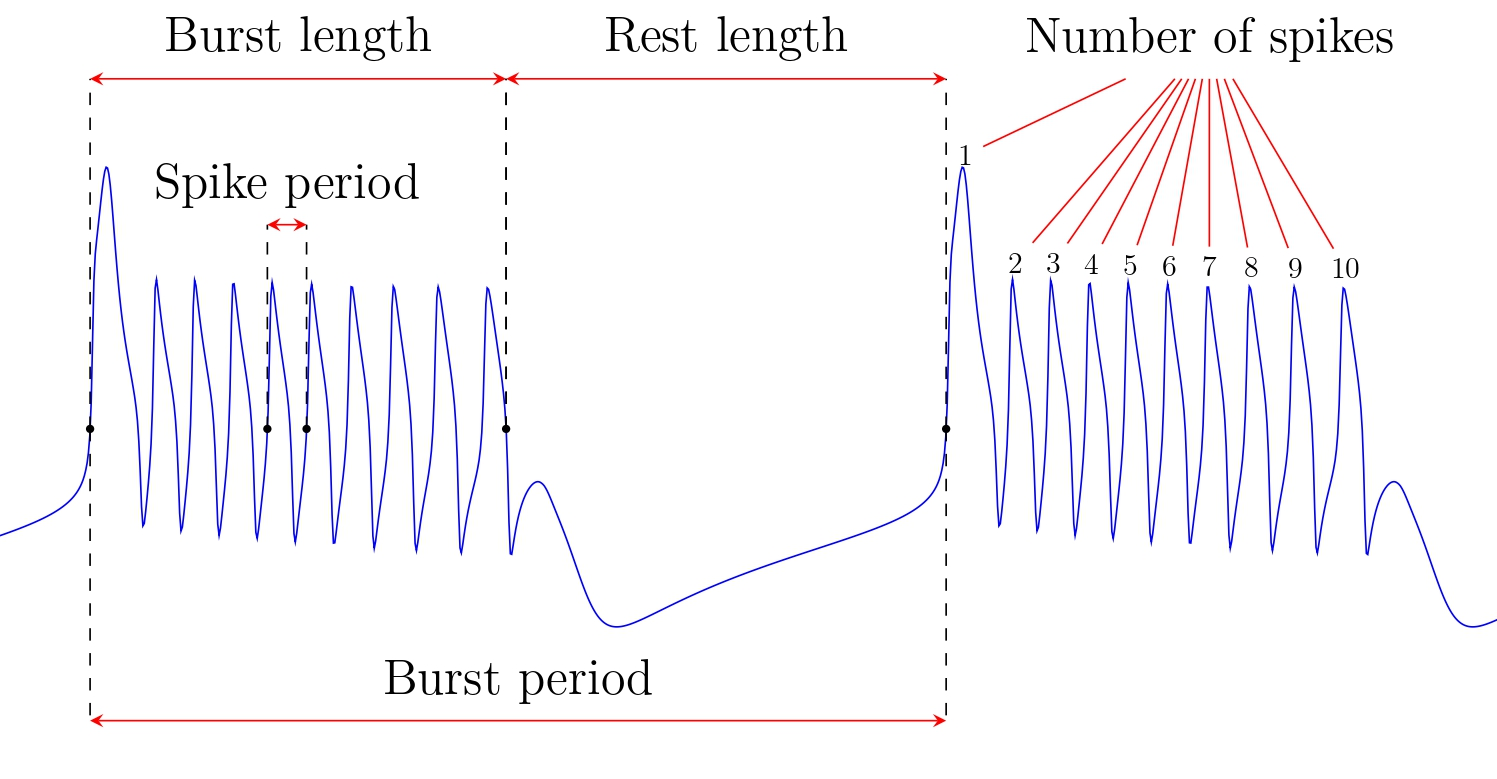 Burst length
Rest length
Number of spikes
Spike period
1
2 3 4 5 6 7 8 9 10
Burst period